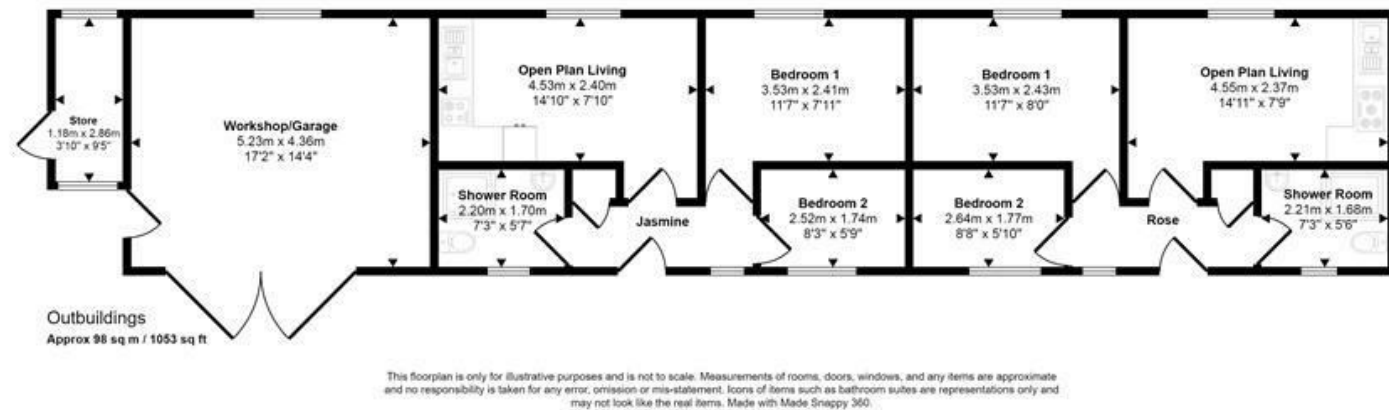 Store
1.18m x 2.86m
3'10" x 9'5"
Workshop/Garage
5.23m x 4.36m
17'2" x 14'4"
Open Plan Living
4.53m x 2.40m
14'10" x 7'10"
Bedroom 1
3.53m x 2.41m
11'7" x 7'11"
Bedroom 1
3.53m x 2.43m
11'7" x 8'0"
Open Plan Living
4.55m x 2.37m
14'11" x 7'9"
Shower Room
2.20m x 1.70m
7'3" x 5'7"
Jasmine
Bedroom 2
2.52m x 1.74m
8'3" x 5'9"
Bedroom 2
2.64m x 1.77m
8'8" x 5'10"
Rose
Shower Room
2.21m x 1.68m
7'3" x 5'6"
Outbuildings
Approx 98 sq m / 1053 sq ft
This floorplan is only for illustrative purposes and is not to scale. Measurements of rooms, doors, windows, and any items are approximate
and no responsibility is taken for any error, omission or mis-statement. Icons of items such as bathroom suites are representations only and
may not look like the real items. Made with Made Snappy 360.